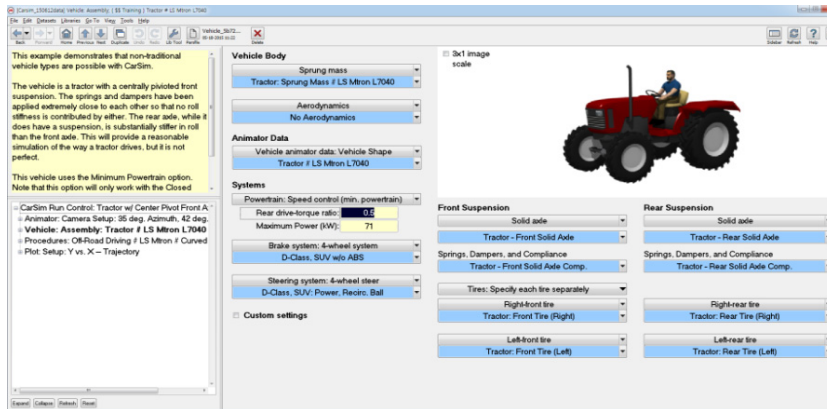 [Carsim_150812data] Vehicle: Assembly; { SS Training } Tractor # LS Mtron L7040
File Edit Datasets Libraries Go To View Tools Help
Back Forward Home Previous Next Duplicate Undo Redo Lib Tool Parsfile
Vehicle_5b72...
Delete
Sidebar Refresh Help
This example demonstrates that non-traditional
vehicle types are possible with CarSim.
The vehicle is a tractor with a centrally pivioted front
suspension. The springs and dampers have been
applied extremely close to each other so that no roll
stiffness is contributed by either. The rear axle, while it
does have a suspension, is substantially stiffer in roll
than the front axle. This will provide a reasonable
simulation of the way a tractor drives, but it is not
perfect.
This vehicle uses the Minimum Powertrain option.
Note that this option will only work with the Closed
CarSim Run Control: Tractor w/ Center Pivot Front A
Animator: Camera Setup: 35 deg. Azimuth, 42 deg.
Vehicle: Assembly: Tractor # LS Mtron L7040
Procedures: Off-Road Driving # LS Mtron # Curved
Plot: Setup: Y vs. X -- Trajectory
Expand Collapse Refresh Reset
Vehicle Body
Sprung mass
Tractor: Sprung Mass # LS Mtron L7040
Aerodynamics
No Aerodynamics
Animator Data
Vehicle animator data: Vehicle Shape
Tractor # LS Mtron L7040
Systems
Powertrain: Speed control (min. powertrain)
Rear drive-torque ratio: 0.5
Maximum Power (kW): 71
Brake system: 4-wheel system
D-Class, SUV w/o ABS
Steering system: 4-wheel steer
D-Class, SUV: Power, Recirc. Ball
Custom settings
3x1 image
scale
Front Suspension
Solid axle
Tractor - Front Solid Axle
Springs, Dampers, and Compliance
Tractor - Front Solid Axle Comp.
Tires: Specify each tire separately
Right-front tire
Tractor: Front Tire (Right)
Left-front tire
Tractor: Front Tire (Left)
Rear Suspension
Solid axle
Tractor - Rear Solid Axle
Springs, Dampers, and Compliance
Tractor - Rear Solid Axle Comp.
Right-rear tire
Tractor: Rear Tire (Right)
Left-rear tire
Tractor: Rear Tire (Left)